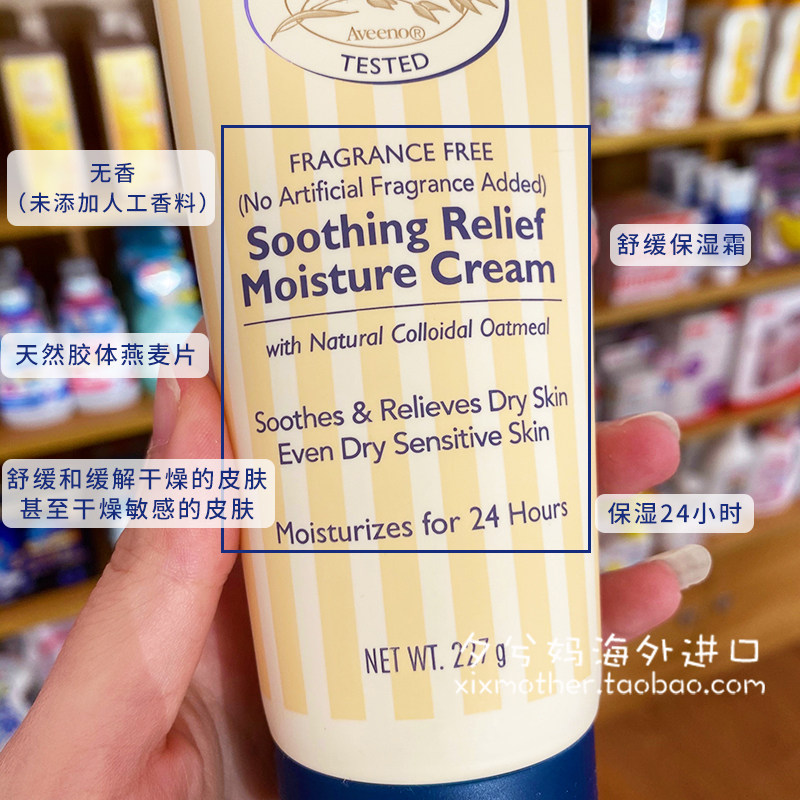 Aveeno®
TESTED
FRAGRANCE FREE
(No Artificial Fragrance Added)
Soothing Relief
Moisture Cream
with Natural Colloidal Oatmeal
Soothes & Relieves Dry Skin
Even Dry Sensitive Skin
Moisturizes for 24 Hours
NET WT. 227 g
无香
（未添加人工香料）
天然胶体燕麦片
舒缓和缓解干燥的皮肤
甚至干燥敏感的皮肤
舒缓保湿霜
保湿24小时
夕兮妈海外进口
xixmother.taobao.com